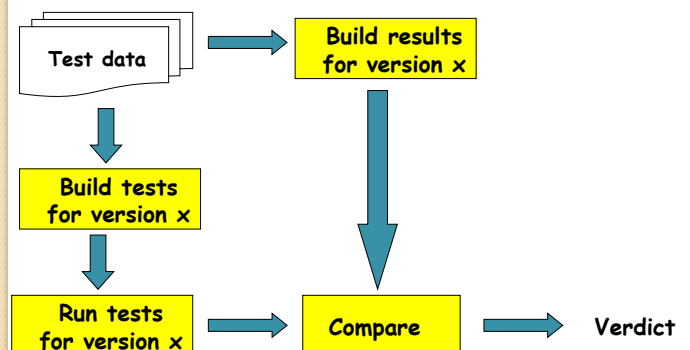 Test data
Build results
for version x
Build tests
for version x
Run tests
for version x
Compare
Verdict